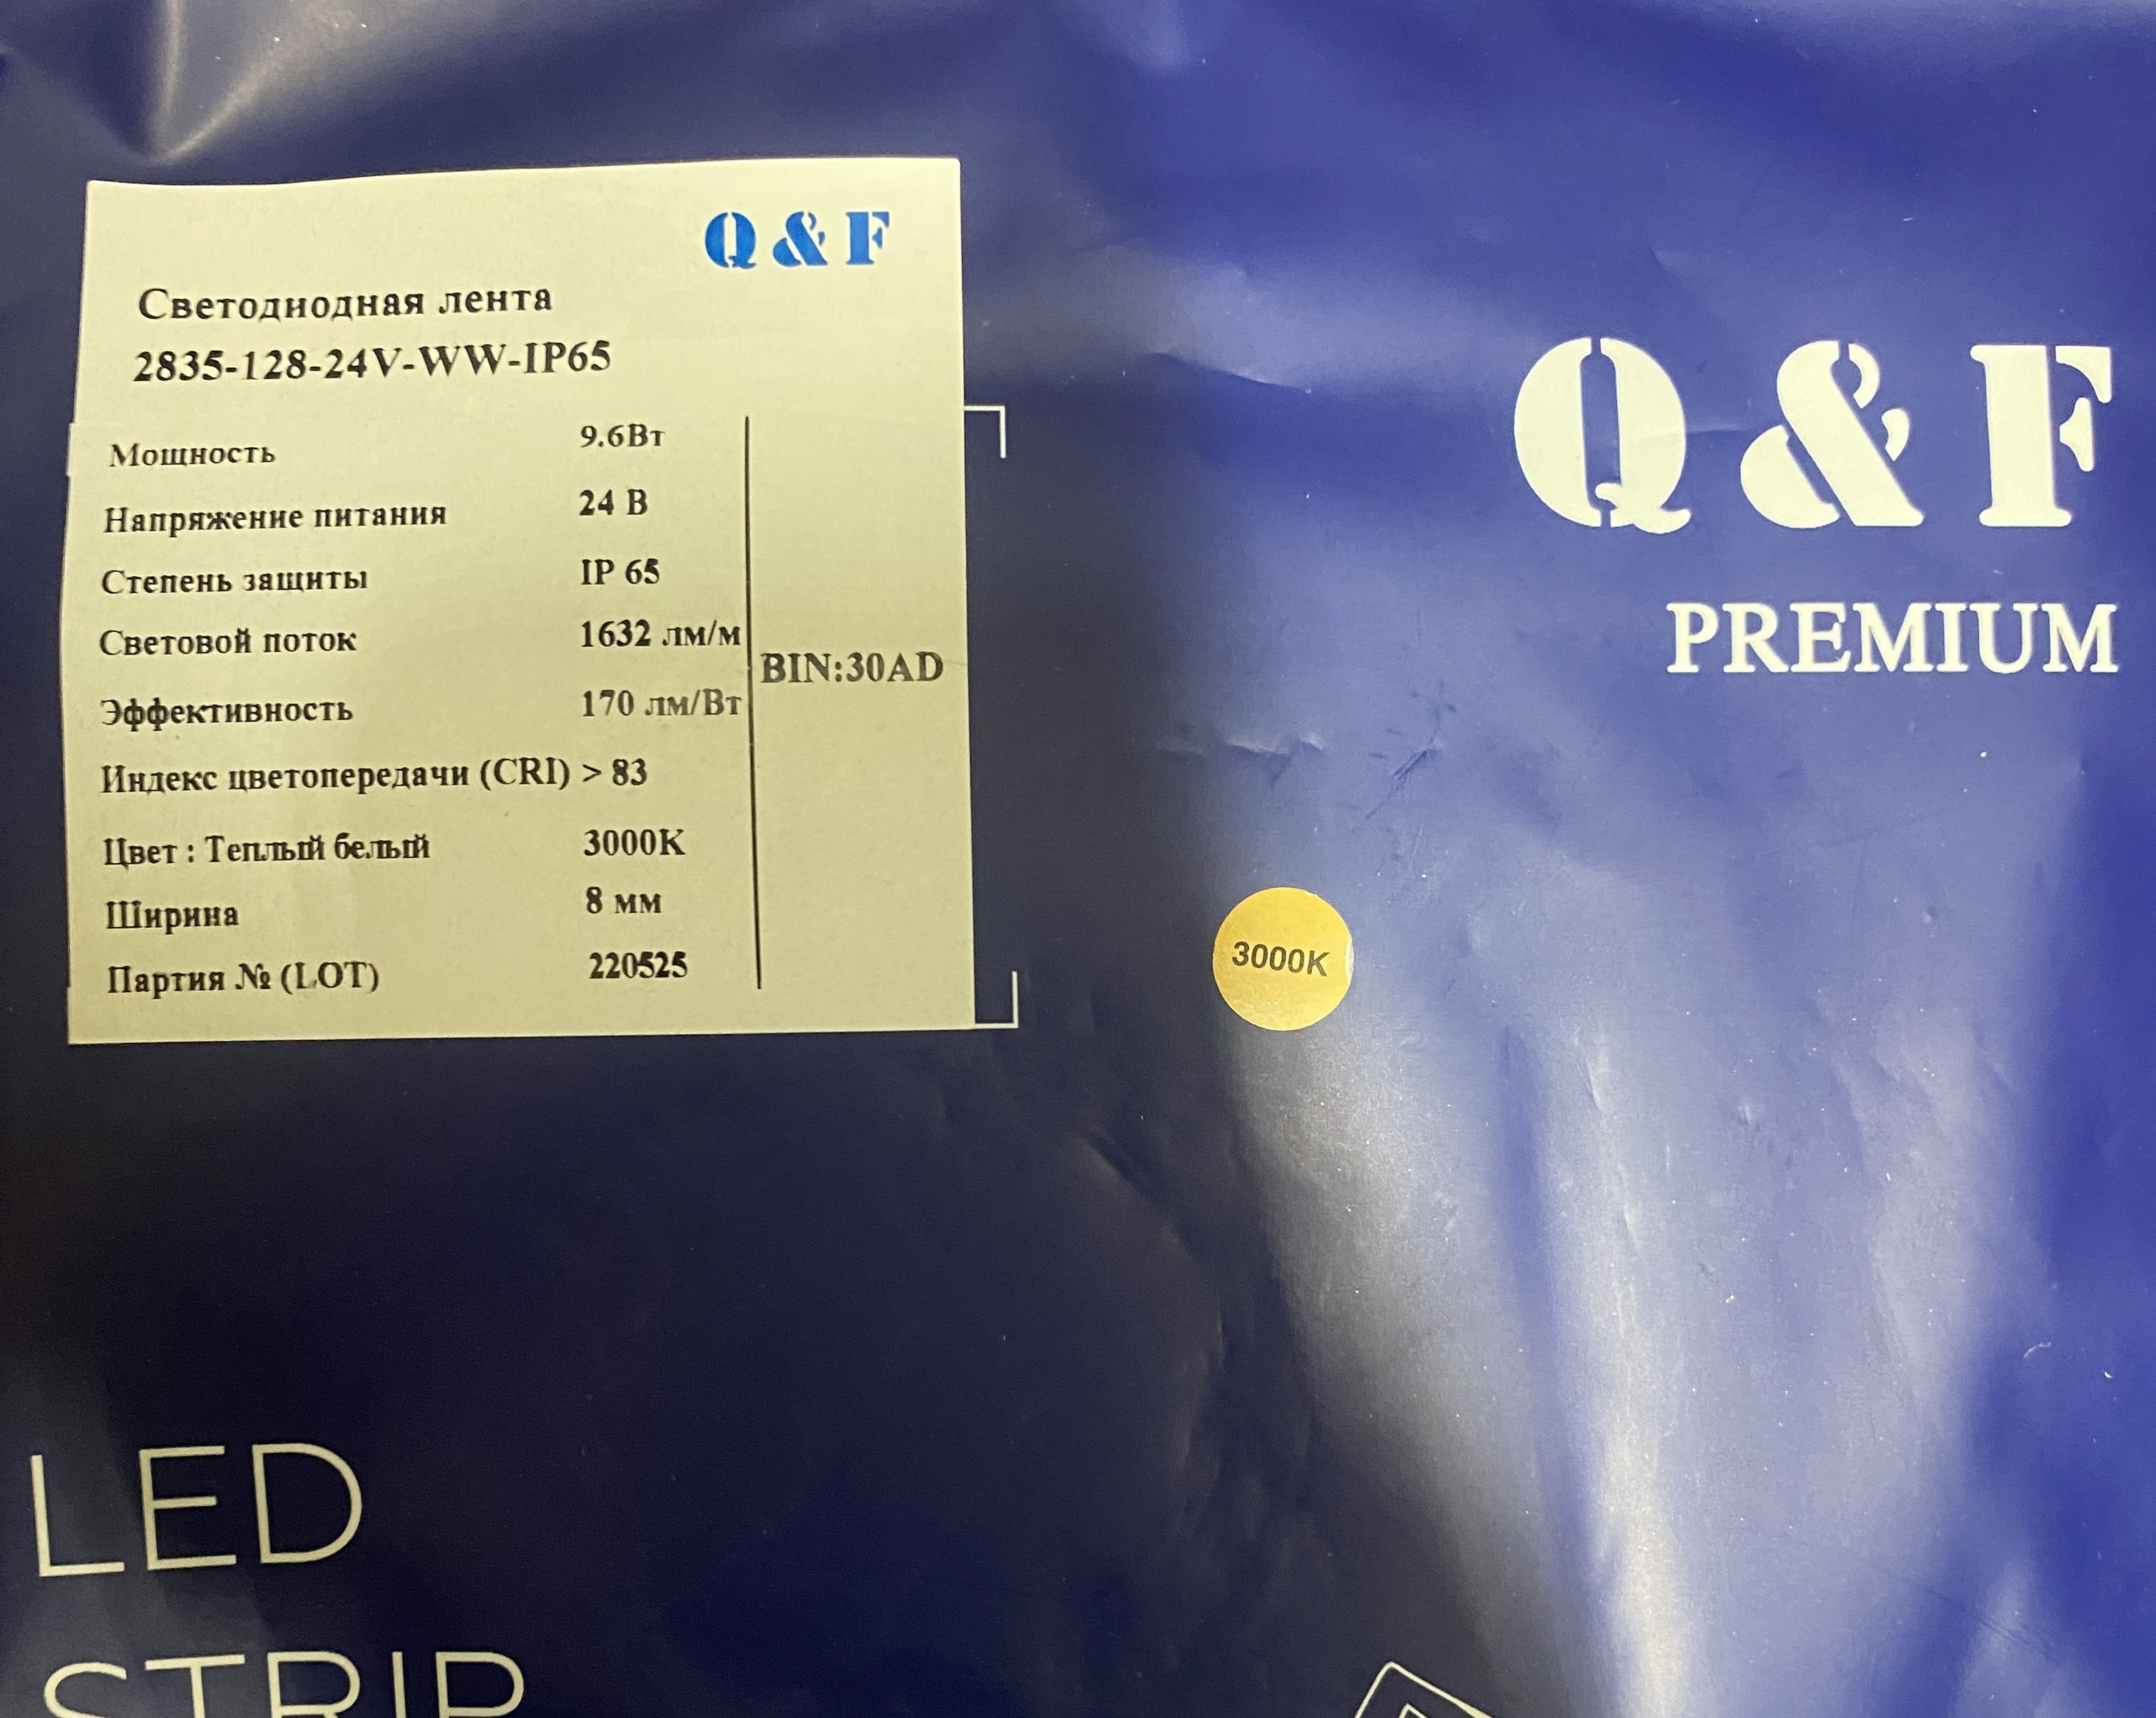 Q & F
Светодиодная лента
2835-128-24V-WW-IP65
Мощность 9.6Вт
Напряжение питания 24 В
Степень защиты IP 65
Световой поток 1632 лм/м
Эффективность 170 лм/Вт
Индекс цветопередачи (CRI) > 83
Цвет : Теплый белый 3000K
Ширина 8 мм
Партия № (LOT) 220525
BIN:30AD
Q & F
PREMIUM
3000K
LED
STRIP